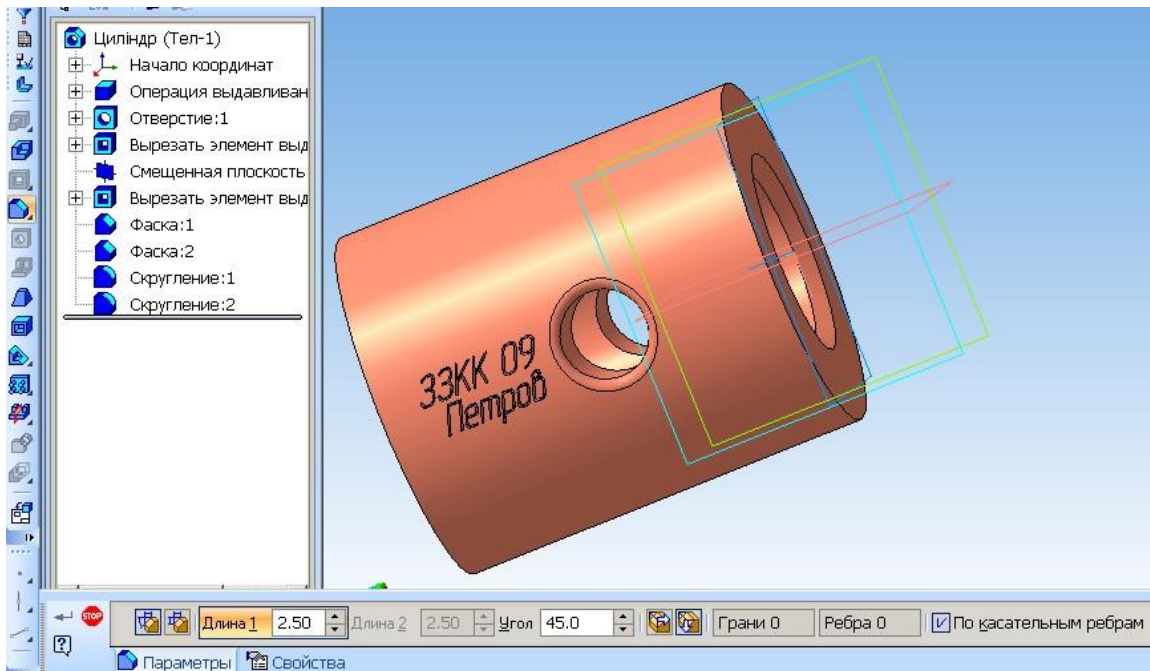 Циліндр (Тел-1)
Начало координат
Операция выдавливан
Отверстие:1
Вырезать элемент выд
Смещенная плоскость
Вырезать элемент выд
Фаска:1
Фаска:2
Скругление:1
Скругление:2
33КК 09
Петров
STOP Длина 1 2.50 Длина 2 2.50 Угол 45.0 Грани 0 Ребра 0 По касательным ребрам
Параметры Свойства